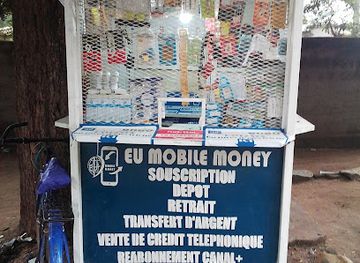 EU MOBILE MONEY
SOUSCRIPTION
DEPOT
RETRAIT
TRANSFERT D'ARGENT
VENTE DE CREDIT TELEPHONIQUE
REABONNEMENT CANAL+